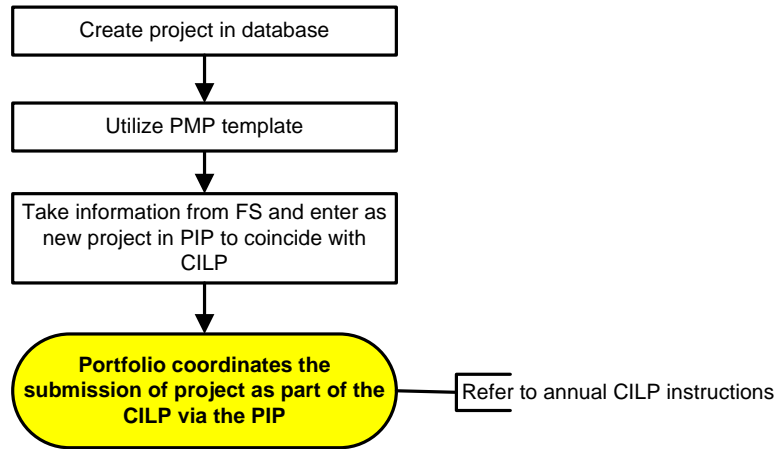 Create project in database
Utilize PMP template
Take information from FS and enter as
new project in PIP to coincide with
CILP
Portfolio coordinates the
submission of project as part of the
CILP via the PIP
Refer to annual CILP instructions